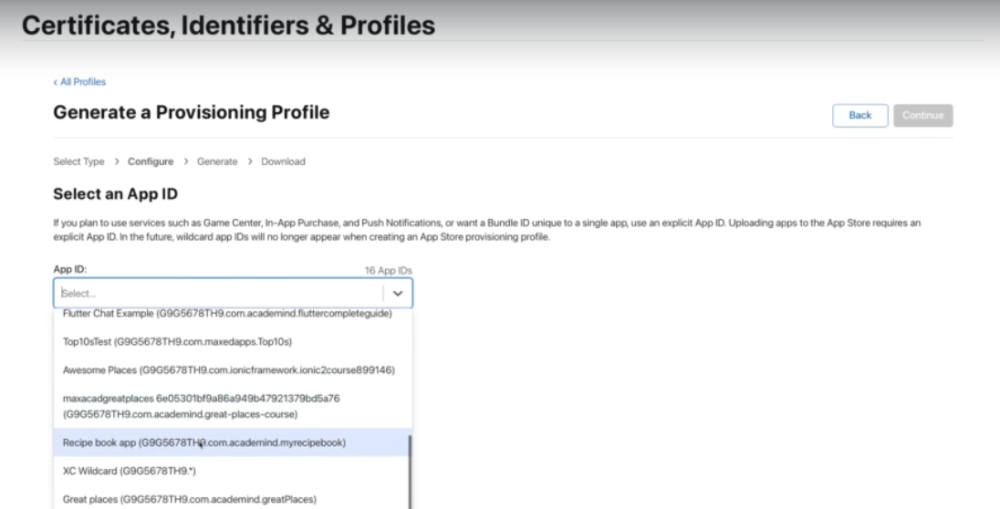 Certificates, Identifiers & Profiles
‹ All Profiles
Generate a Provisioning Profile
Back
Continue
Select Type > Configure > Generate > Download
Select an App ID
If you plan to use services such as Game Center, In-App Purchase, and Push Notifications, or want a Bundle ID unique to a single app, use an explicit App ID. Uploading apps to the App Store requires an
explicit App ID. In the future, wildcard app IDs will no longer appear when creating an App Store provisioning profile.
App ID:
16 App IDs
Select...
Flutter Chat Example (G9G5678TH9.com.academind.fluttercompleteguide)
Top10sTest (G9G5678TH9.com.maxedapps.Top10s)
Awesome Places (G9G5678TH9.com.ionicframework.ionic2course899146)
maxacadgreatplaces 6e05301bf9a86a949b47921379bd5a76
(G9G5678TH9.com.academind.great-places-course)
Recipe book app (G9G5678TH9.com.academind.myrecipebook)
XC Wildcard (G9G5678TH9.*)
Great places (G9G5678TH9.com.academind.greatPlaces)